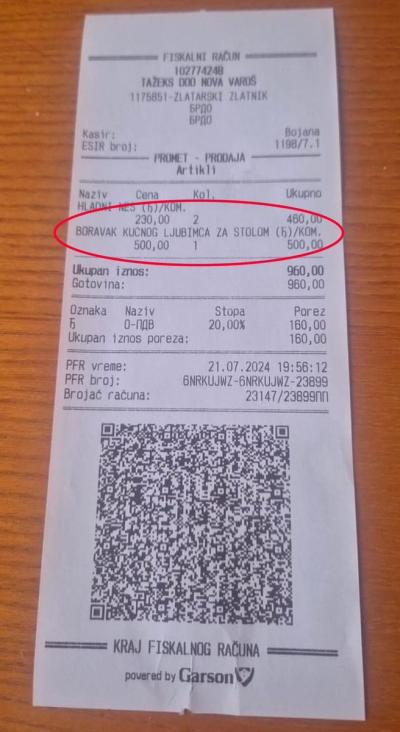 FISKALNI RAČUN
102774248
TAŽEKS DOO NOVA VAROŠ
1175851-ZLATARSKI ZLATNIK
БРДО
БРДО
Kasir: Bojana
ESIR broj: 1198/7.1
PROMET - PRODAJA
Artikli
Naziv Cena Kol. Ukupno
HLADNI NES (Ђ)/KOM.
230,00 2 460,00
BORAVAK KUĆNOG LJUBIMCA ZA STOLOM (Ђ)/KOM.
500,00 1 500,00
Ukupan iznos: 960,00
Gotovina: 960,00
Oznaka Naziv Stopa Porez
Ђ О-ПДВ 20,00% 160,00
Ukupan iznos poreza: 160,00
PFR vreme: 21.07.2024 19:56:12
PFR broj: 6NRKUJWZ-6NRKUJWZ-23899
Brojač računa: 23147/23899ПП
KRAJ FISKALNOG RAČUNA
powered by Garson